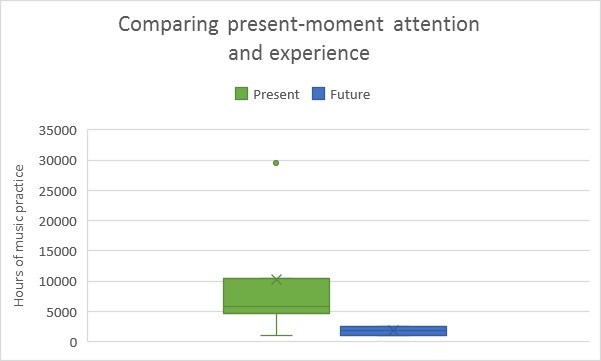 Comparing present-moment attention
and experience
Present Future
35000
30000
25000
20000
15000
10000
5000
0
Hours of music practice